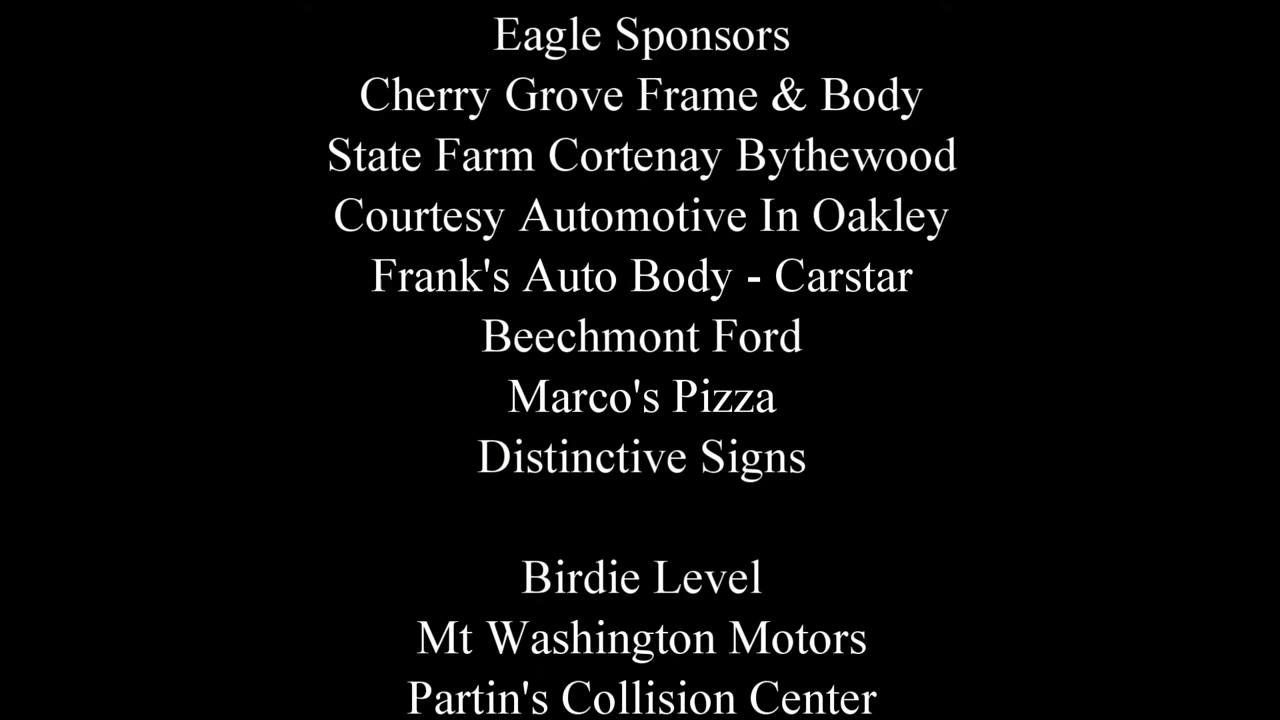 Eagle Sponsors
Cherry Grove Frame & Body
State Farm Cortenay Bythewood
Courtesy Automotive In Oakley
Frank's Auto Body - Carstar
Beechmont Ford
Marco's Pizza
Distinctive Signs
Birdie Level
Mt Washington Motors
Partin's Collision Center